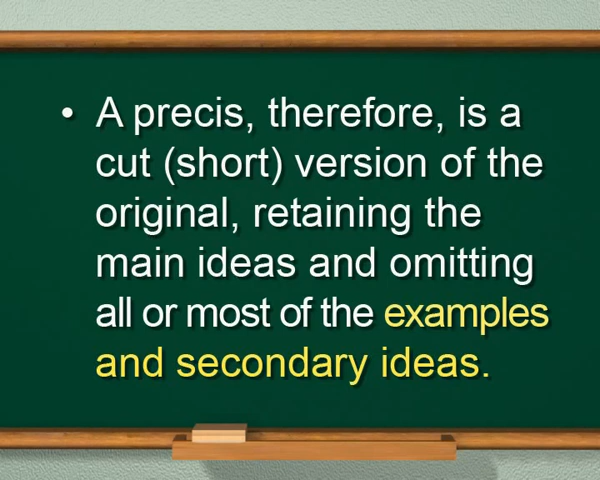 • A precis, therefore, is a
cut (short) version of the
original, retaining the
main ideas and omitting
all or most of the examples
and secondary ideas.